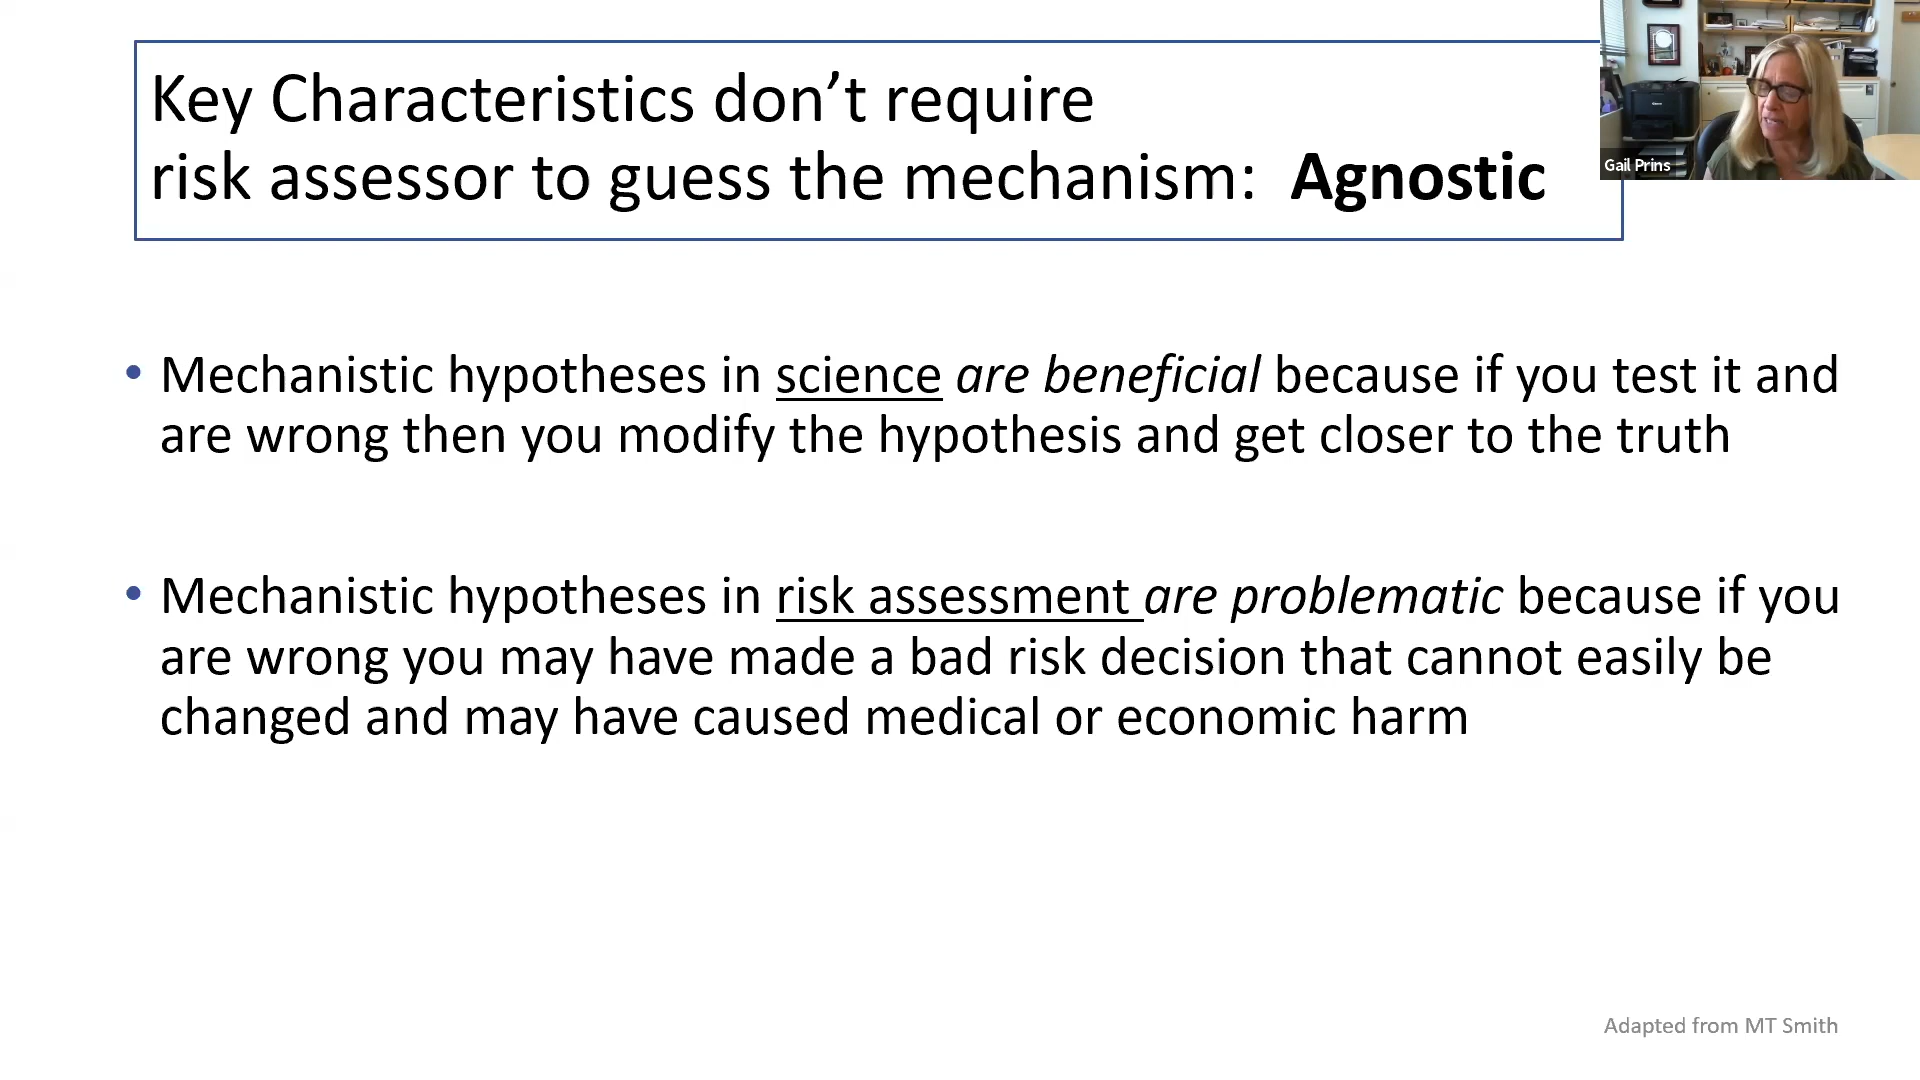 Key Characteristics don’t require
risk assessor to guess the mechanism: Agnostic
Gail Prins
• Mechanistic hypotheses in science are beneficial because if you test it and
are wrong then you modify the hypothesis and get closer to the truth
• Mechanistic hypotheses in risk assessment are problematic because if you
are wrong you may have made a bad risk decision that cannot easily be
changed and may have caused medical or economic harm
Adapted from MT Smith